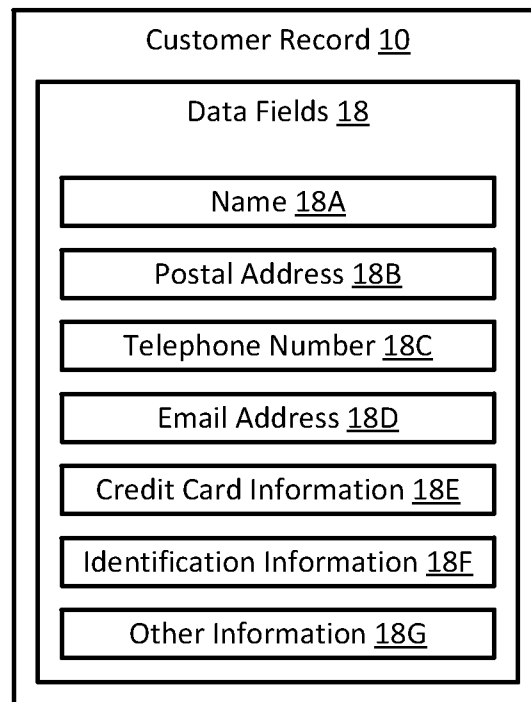 Customer Record 10
Data Fields 18
Name 18A
Postal Address 18B
Telephone Number 18C
Email Address 18D
Credit Card Information 18E
Identification Information 18F
Other Information 18G